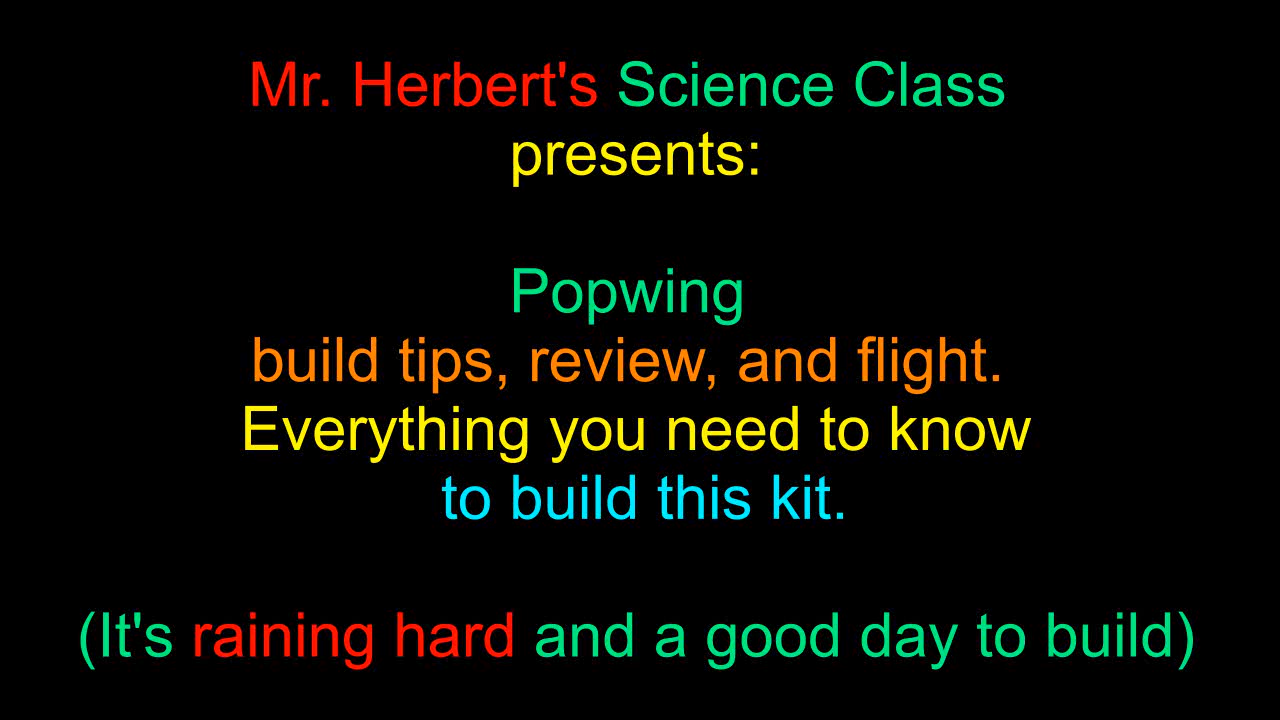 Mr. Herbert's Science Class
presents:
Popwing
build tips, review, and flight.
Everything you need to know
to build this kit.
(It's raining hard and a good day to build)